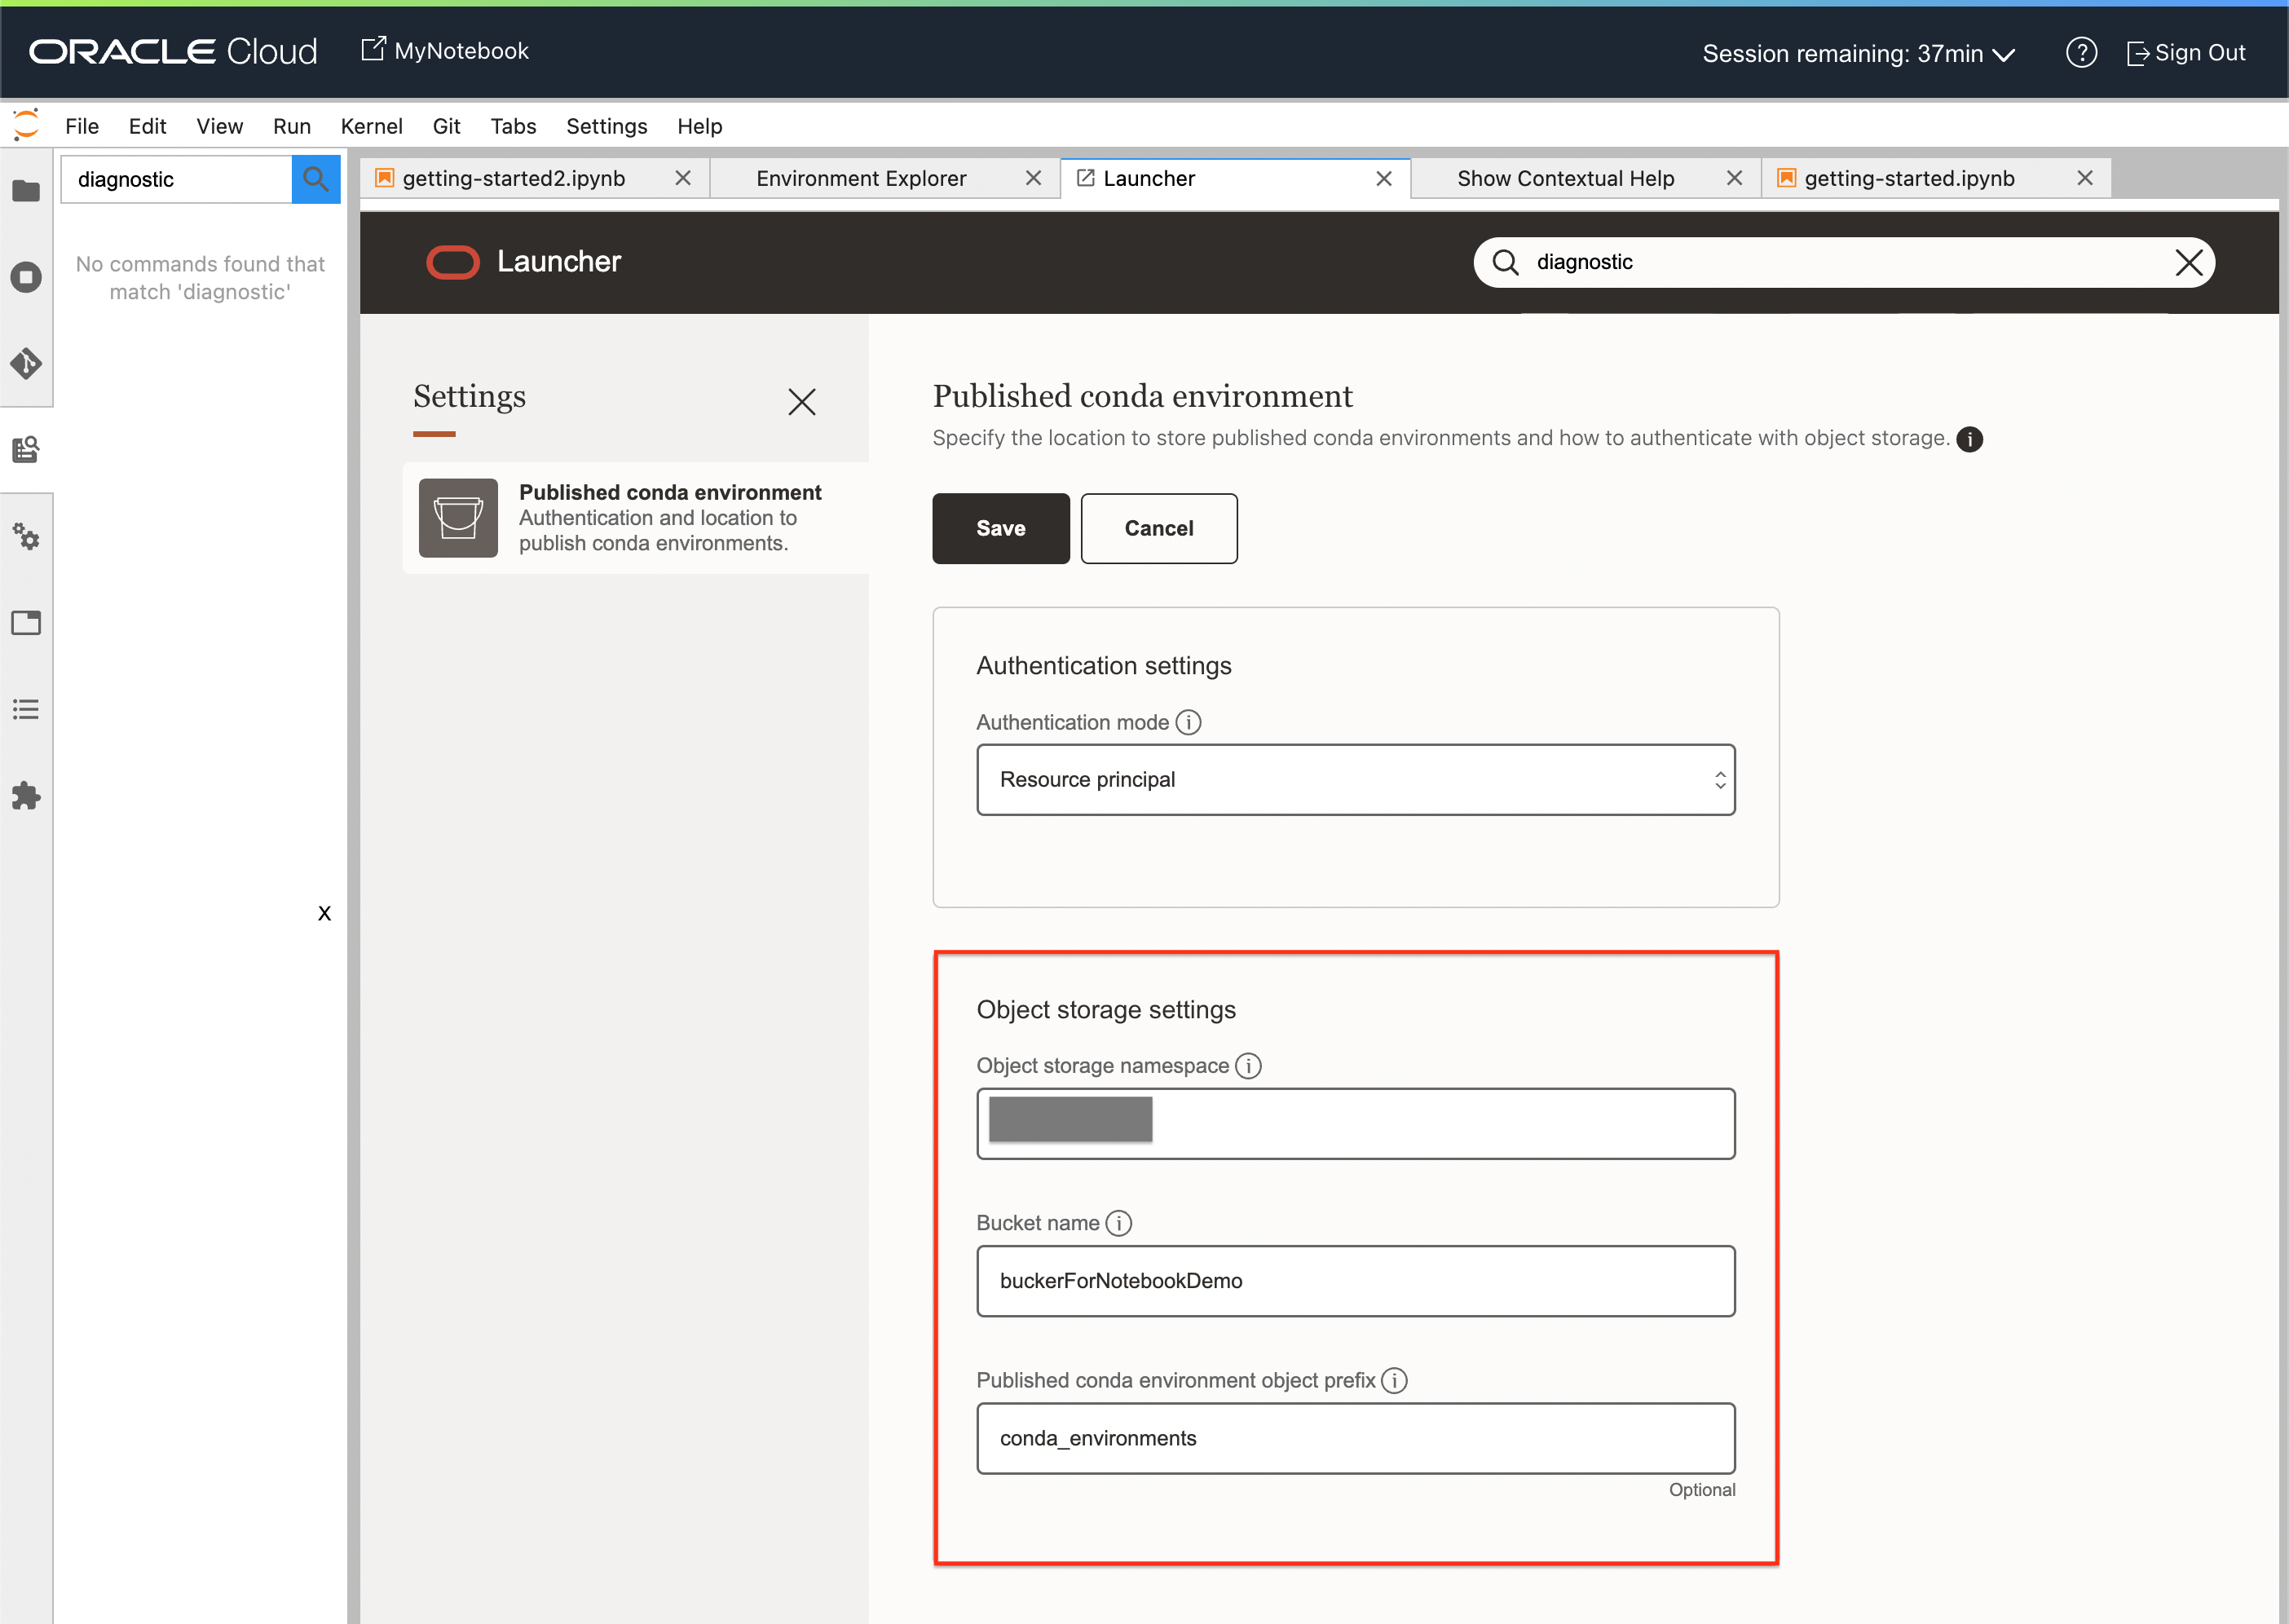 ORACLE Cloud
MyNotebook
Session remaining: 37min
Sign Out
File Edit View Run Kernel Git Tabs Settings Help
diagnostic
No commands found that
match 'diagnostic'
x
getting-started2.ipynb
Environment Explorer
Launcher
Show Contextual Help
getting-started.ipynb
Launcher
diagnostic
Settings
Published conda environment
Authentication and location to
publish conda environments.
Published conda environment
Specify the location to store published conda environments and how to authenticate with object storage.
Save
Cancel
Authentication settings
Authentication mode
Resource principal
Object storage settings
Object storage namespace
Bucket name
buckerForNotebookDemo
Published conda environment object prefix
conda_environments
Optional